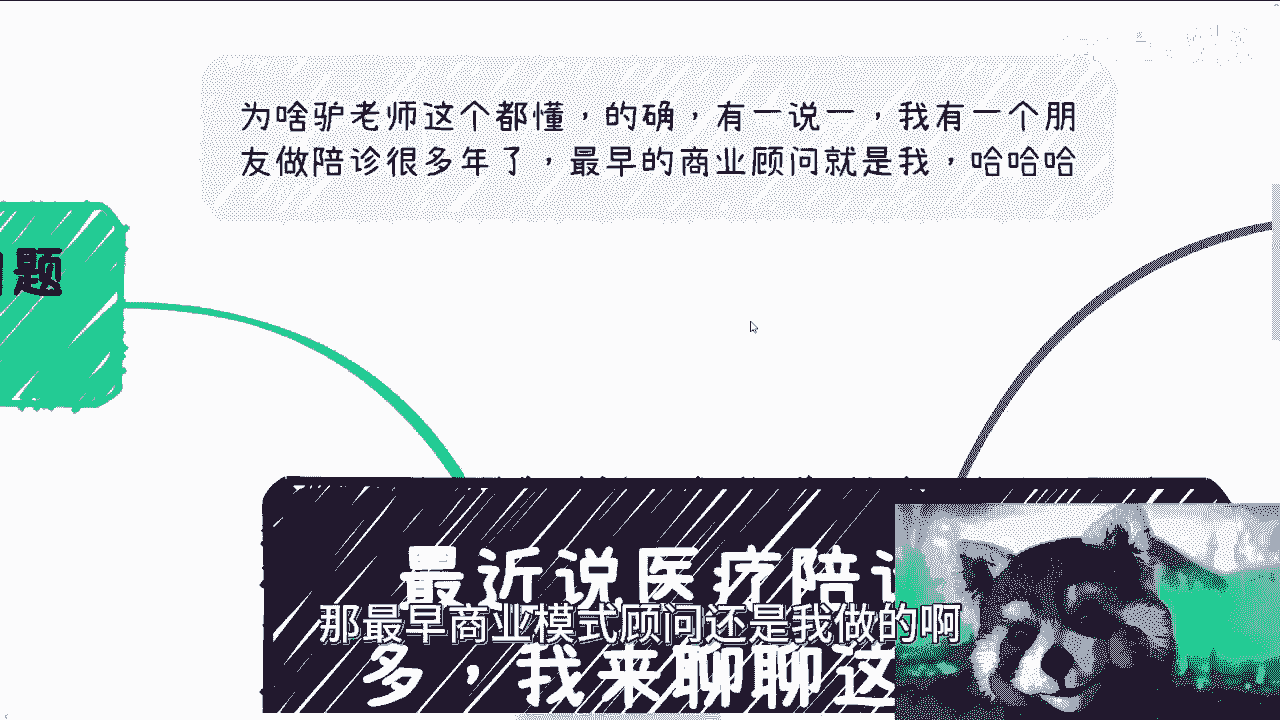 为啥驴老师这个都懂，的确，有一说一，我有一个朋
友做陪诊很多年了，最早的商业顾问就是我，哈哈哈
题
最近说医疗陪
那最早商业模式顾问还是我做的啊
多，我来聊聊这